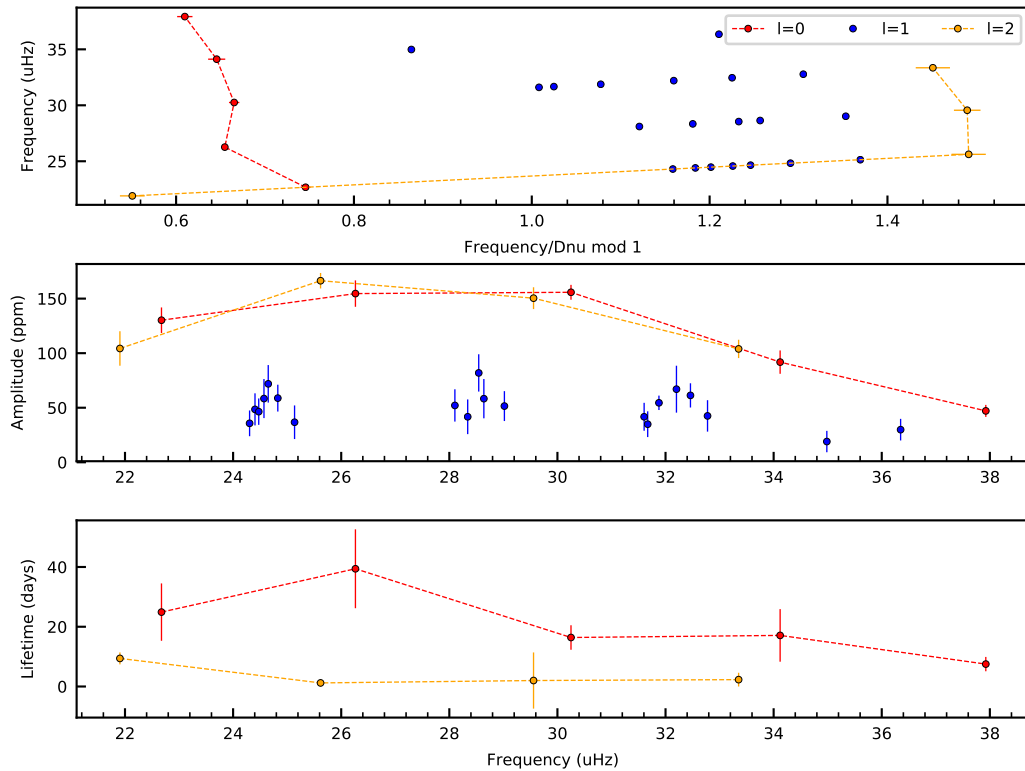 l=0 l=1 l=2
Frequency (uHz)
35
30
25
0.6 0.8 1.0 1.2 1.4
Frequency/Dnu mod 1
Amplitude (ppm)
150
100
50
0
22 24 26 28 30 32 34 36 38
Lifetime (days)
40
20
0
22 24 26 28 30 32 34 36 38
Frequency (uHz)